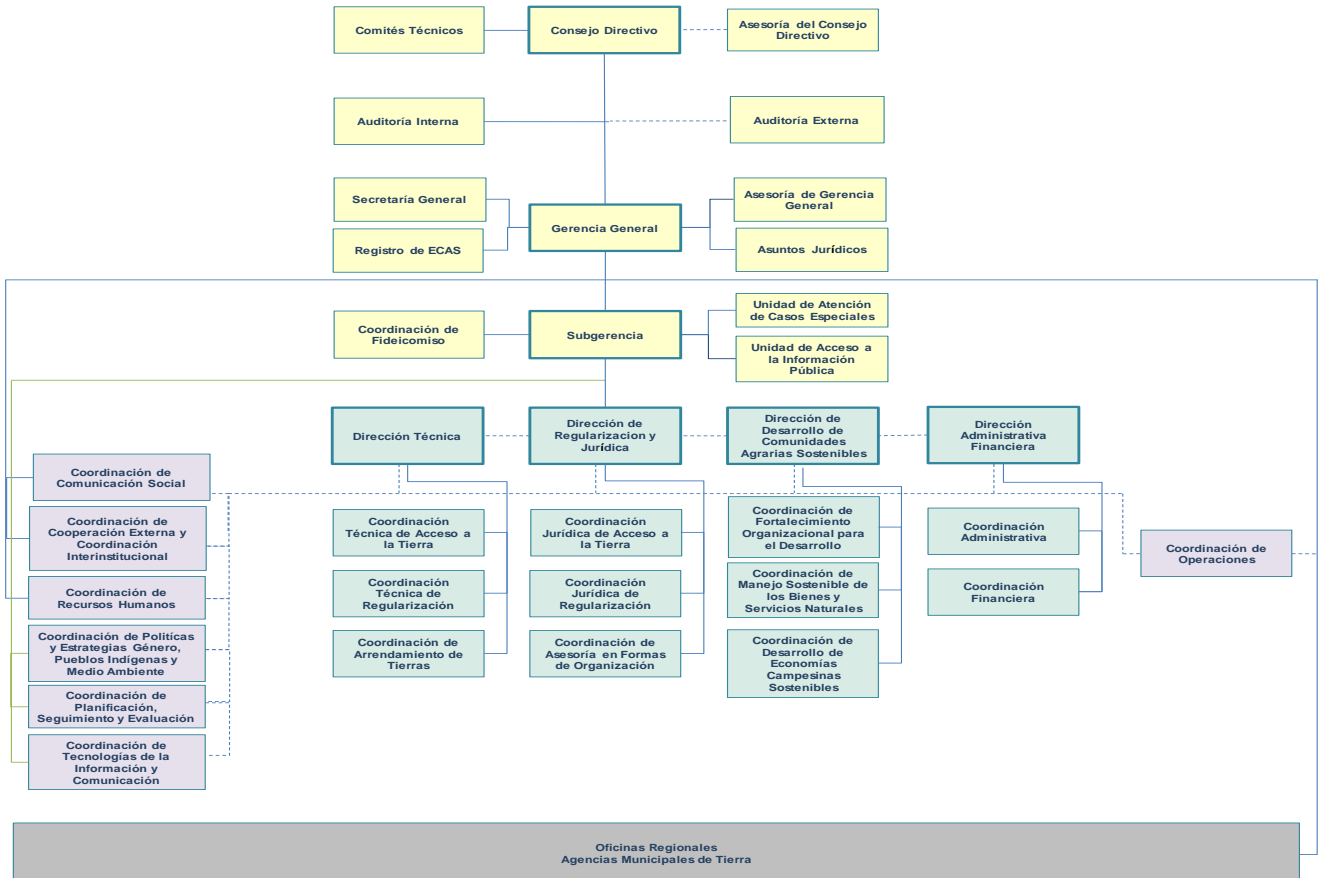 Comités Técnicos
Consejo Directivo
Asesoría del Consejo
Directivo
Auditoría Interna
Auditoría Externa
Secretaría General
Asesoría de Gerencia
General
Gerencia General
Registro de ECAS
Asuntos Jurídicos
Coordinación de
Fideicomiso
Subgerencia
Unidad de Atención
de Casos Especiales
Unidad de Acceso a
la Información
Pública
Dirección Técnica
Dirección de
Regularizacion y
Jurídica
Dirección de
Desarrollo de
Comunidades
Agrarias Sostenibles
Dirección
Administrativa
Financiera
Coordinación de
Comunicación Social
Coordinación de
Cooperación Externa y
Coordinación
Interinstitucional
Coordinación de
Recursos Humanos
Coordinación de Politícas
y Estrategias Género,
Pueblos Indígenas y
Medio Ambiente
Coordinación de
Planificación,
Seguimiento y Evaluación
Coordinación de
Tecnologías de la
Información y
Comunicación
Coordinación
Técnica de Acceso a
la Tierra
Coordinación
Técnica de
Regularización
Coordinación de
Arrendamiento de
Tierras
Coordinación
Jurídica de Acceso a
la Tierra
Coordinación
Jurídica de
Regularización
Coordinación de
Asesoría en Formas
de Organización
Coordinación de
Fortalecimiento
Organizacional para
el Desarrollo
Coordinación de
Manejo Sostenible de
los Bienes y
Servicios Naturales
Coordinación de
Desarrollo de
Economías
Campesinas
Sostenibles
Coordinación
Administrativa
Coordinación
Financiera
Coordinación de
Operaciones
Oficinas Regionales
Agencias Municipales de Tierra